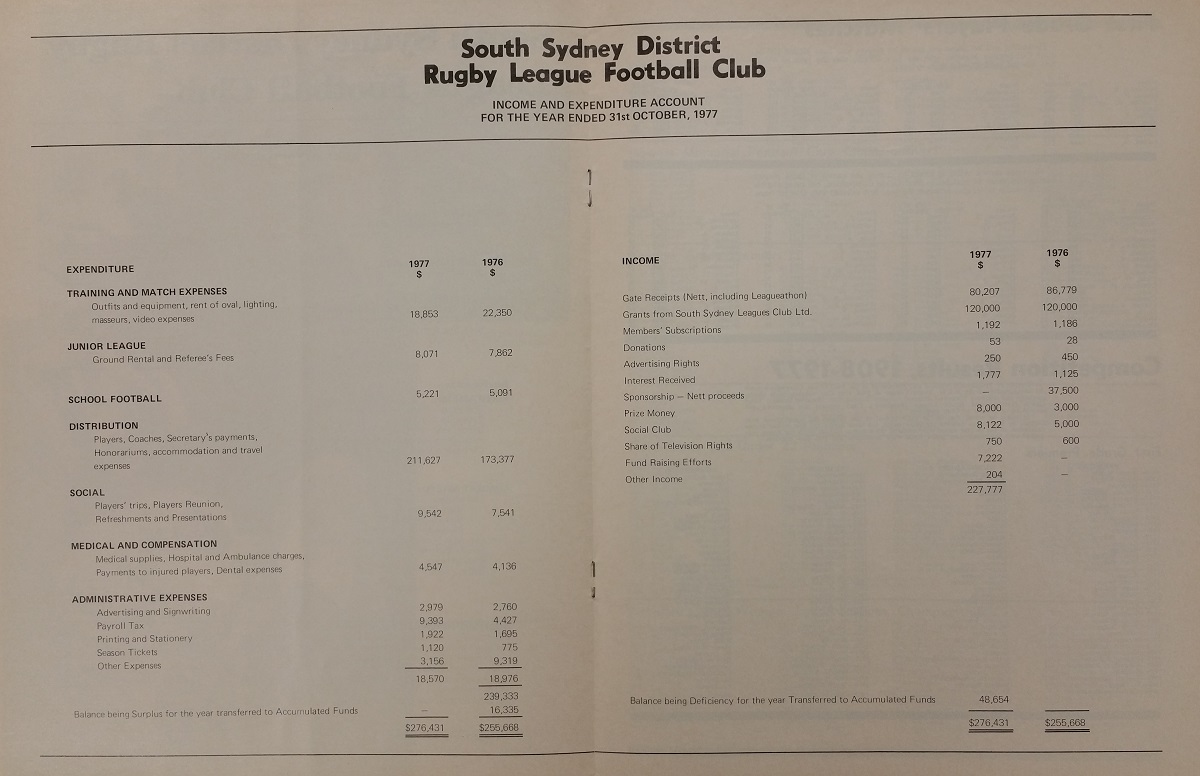 South Sydney District
Rugby League Football Club
INCOME AND EXPENDITURE ACCOUNT
FOR THE YEAR ENDED 31st OCTOBER, 1977
EXPENDITURE 1977 1976
$ $
TRAINING AND MATCH EXPENSES
Outfits and equipment, rent of oval, lighting,
masseurs, video expenses 18,853 22,350
JUNIOR LEAGUE
Ground Rental and Referee's Fees 8,071 7,862
SCHOOL FOOTBALL 5,221 5,091
DISTRIBUTION
Players, Coaches, Secretary's payments,
Honorariums, accommodation and travel
expenses 211,627 173,377
SOCIAL
Players' trips, Players Reunion,
Refreshments and Presentations 9,542 7,541
MEDICAL AND COMPENSATION
Medical supplies, Hospital and Ambulance charges,
Payments to injured players, Dental expenses 4,547 4,136
ADMINISTRATIVE EXPENSES
Advertising and Signwriting 2,979 2,760
Payroll Tax 9,393 4,427
Printing and Stationery 1,922 1,695
Season Tickets 1,120 775
Other Expenses 3,156 9,319
18,570 18,976
239,333
Balance being Surplus for the year transferred to Accumulated Funds – 16,335
$276,431 $255,668
INCOME 1977 1976
$ $
Gate Receipts (Nett, including Leagueathon) 80,207 86,779
Grants from South Sydney Leagues Club Ltd. 120,000 120,000
Members' Subscriptions 1,192 1,186
Donations 53 28
Advertising Rights 250 450
Interest Received 1,777 1,125
Sponsorship – Nett proceeds – 37,500
Prize Money 8,000 3,000
Social Club 8,122 5,000
Share of Television Rights 750 600
Fund Raising Efforts 7,222 –
Other Income 204 –
227,777
Balance being Deficiency for the year Transferred to Accumulated Funds 48,654
$276,431 $255,668